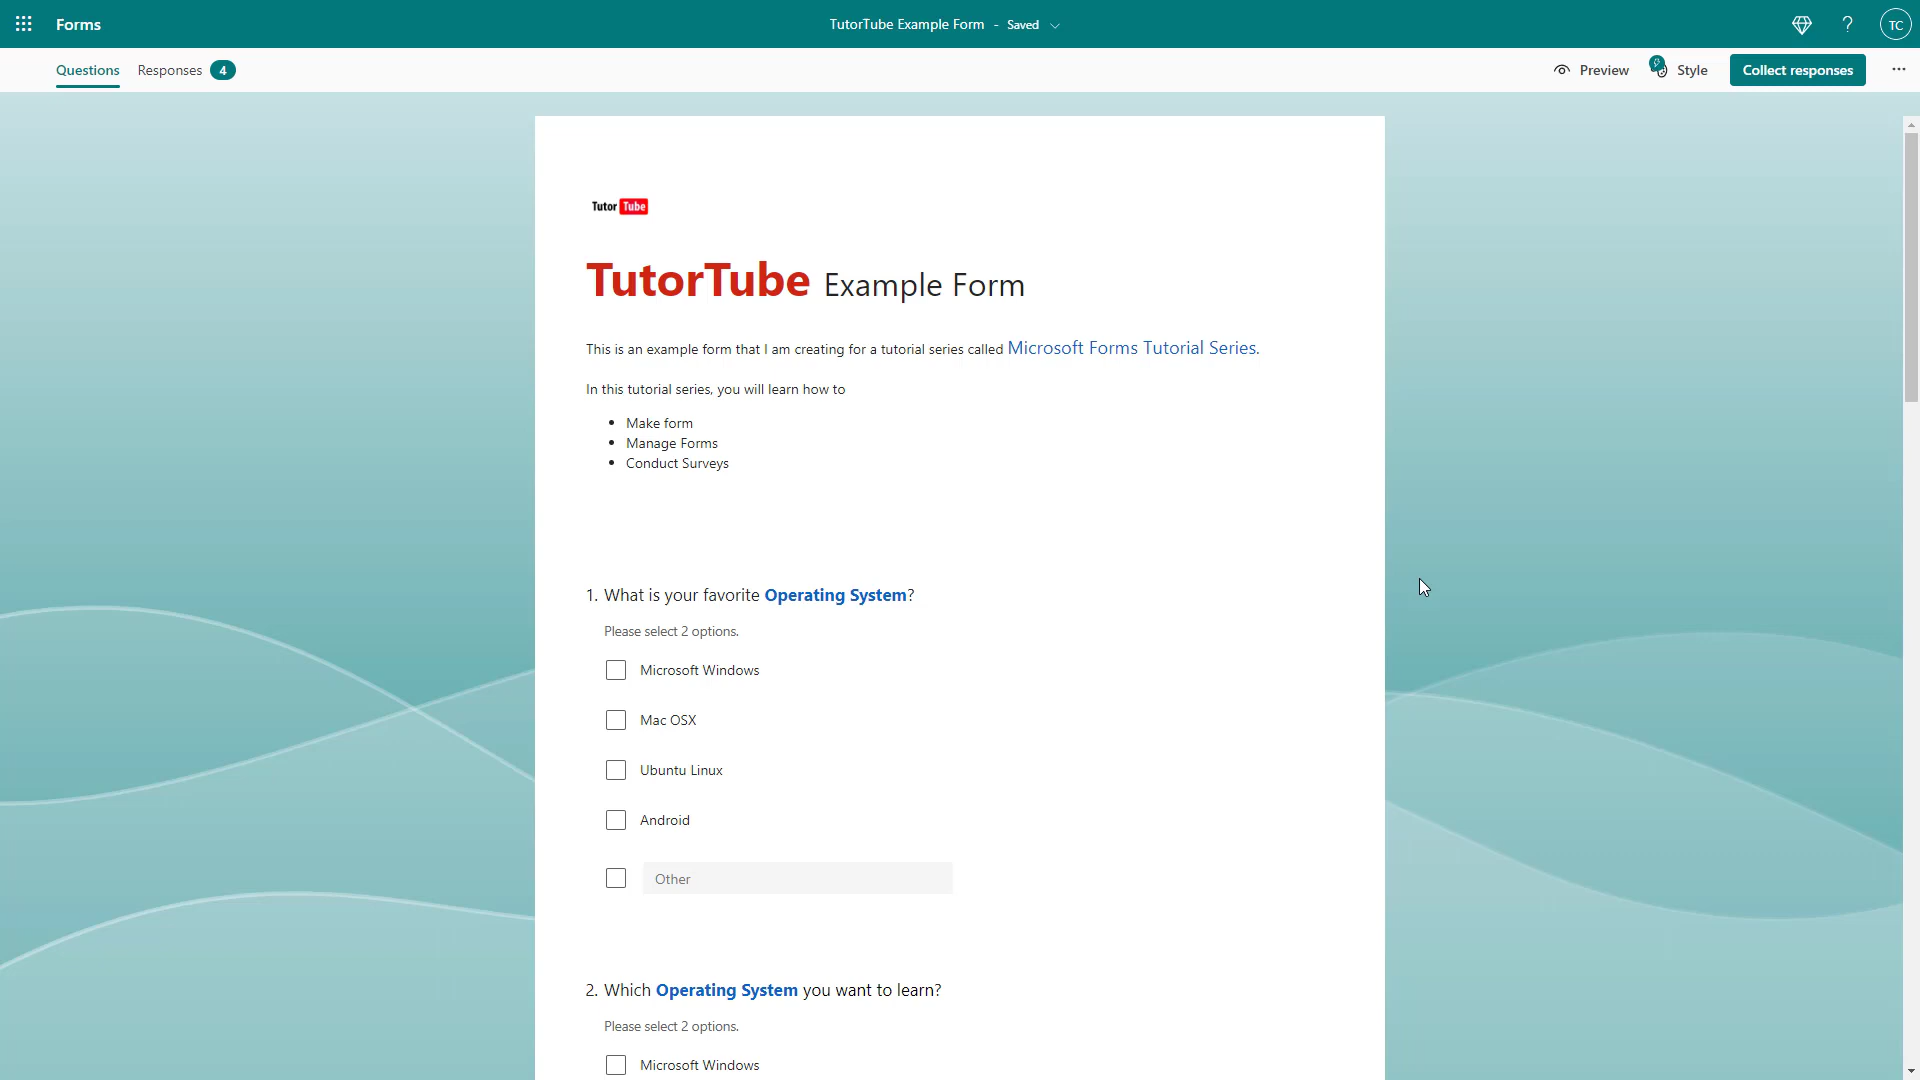 Forms
TutorTube Example Form - Saved
? TC
Questions Responses 4
Preview Style Collect responses ...
Tutor Tube
TutorTube Example Form
This is an example form that I am creating for a tutorial series called Microsoft Forms Tutorial Series.
In this tutorial series, you will learn how to
• Make form
• Manage Forms
• Conduct Surveys
1. What is your favorite Operating System?
Please select 2 options.
Microsoft Windows
Mac OSX
Ubuntu Linux
Android
Other
2. Which Operating System you want to learn?
Please select 2 options.
Microsoft Windows